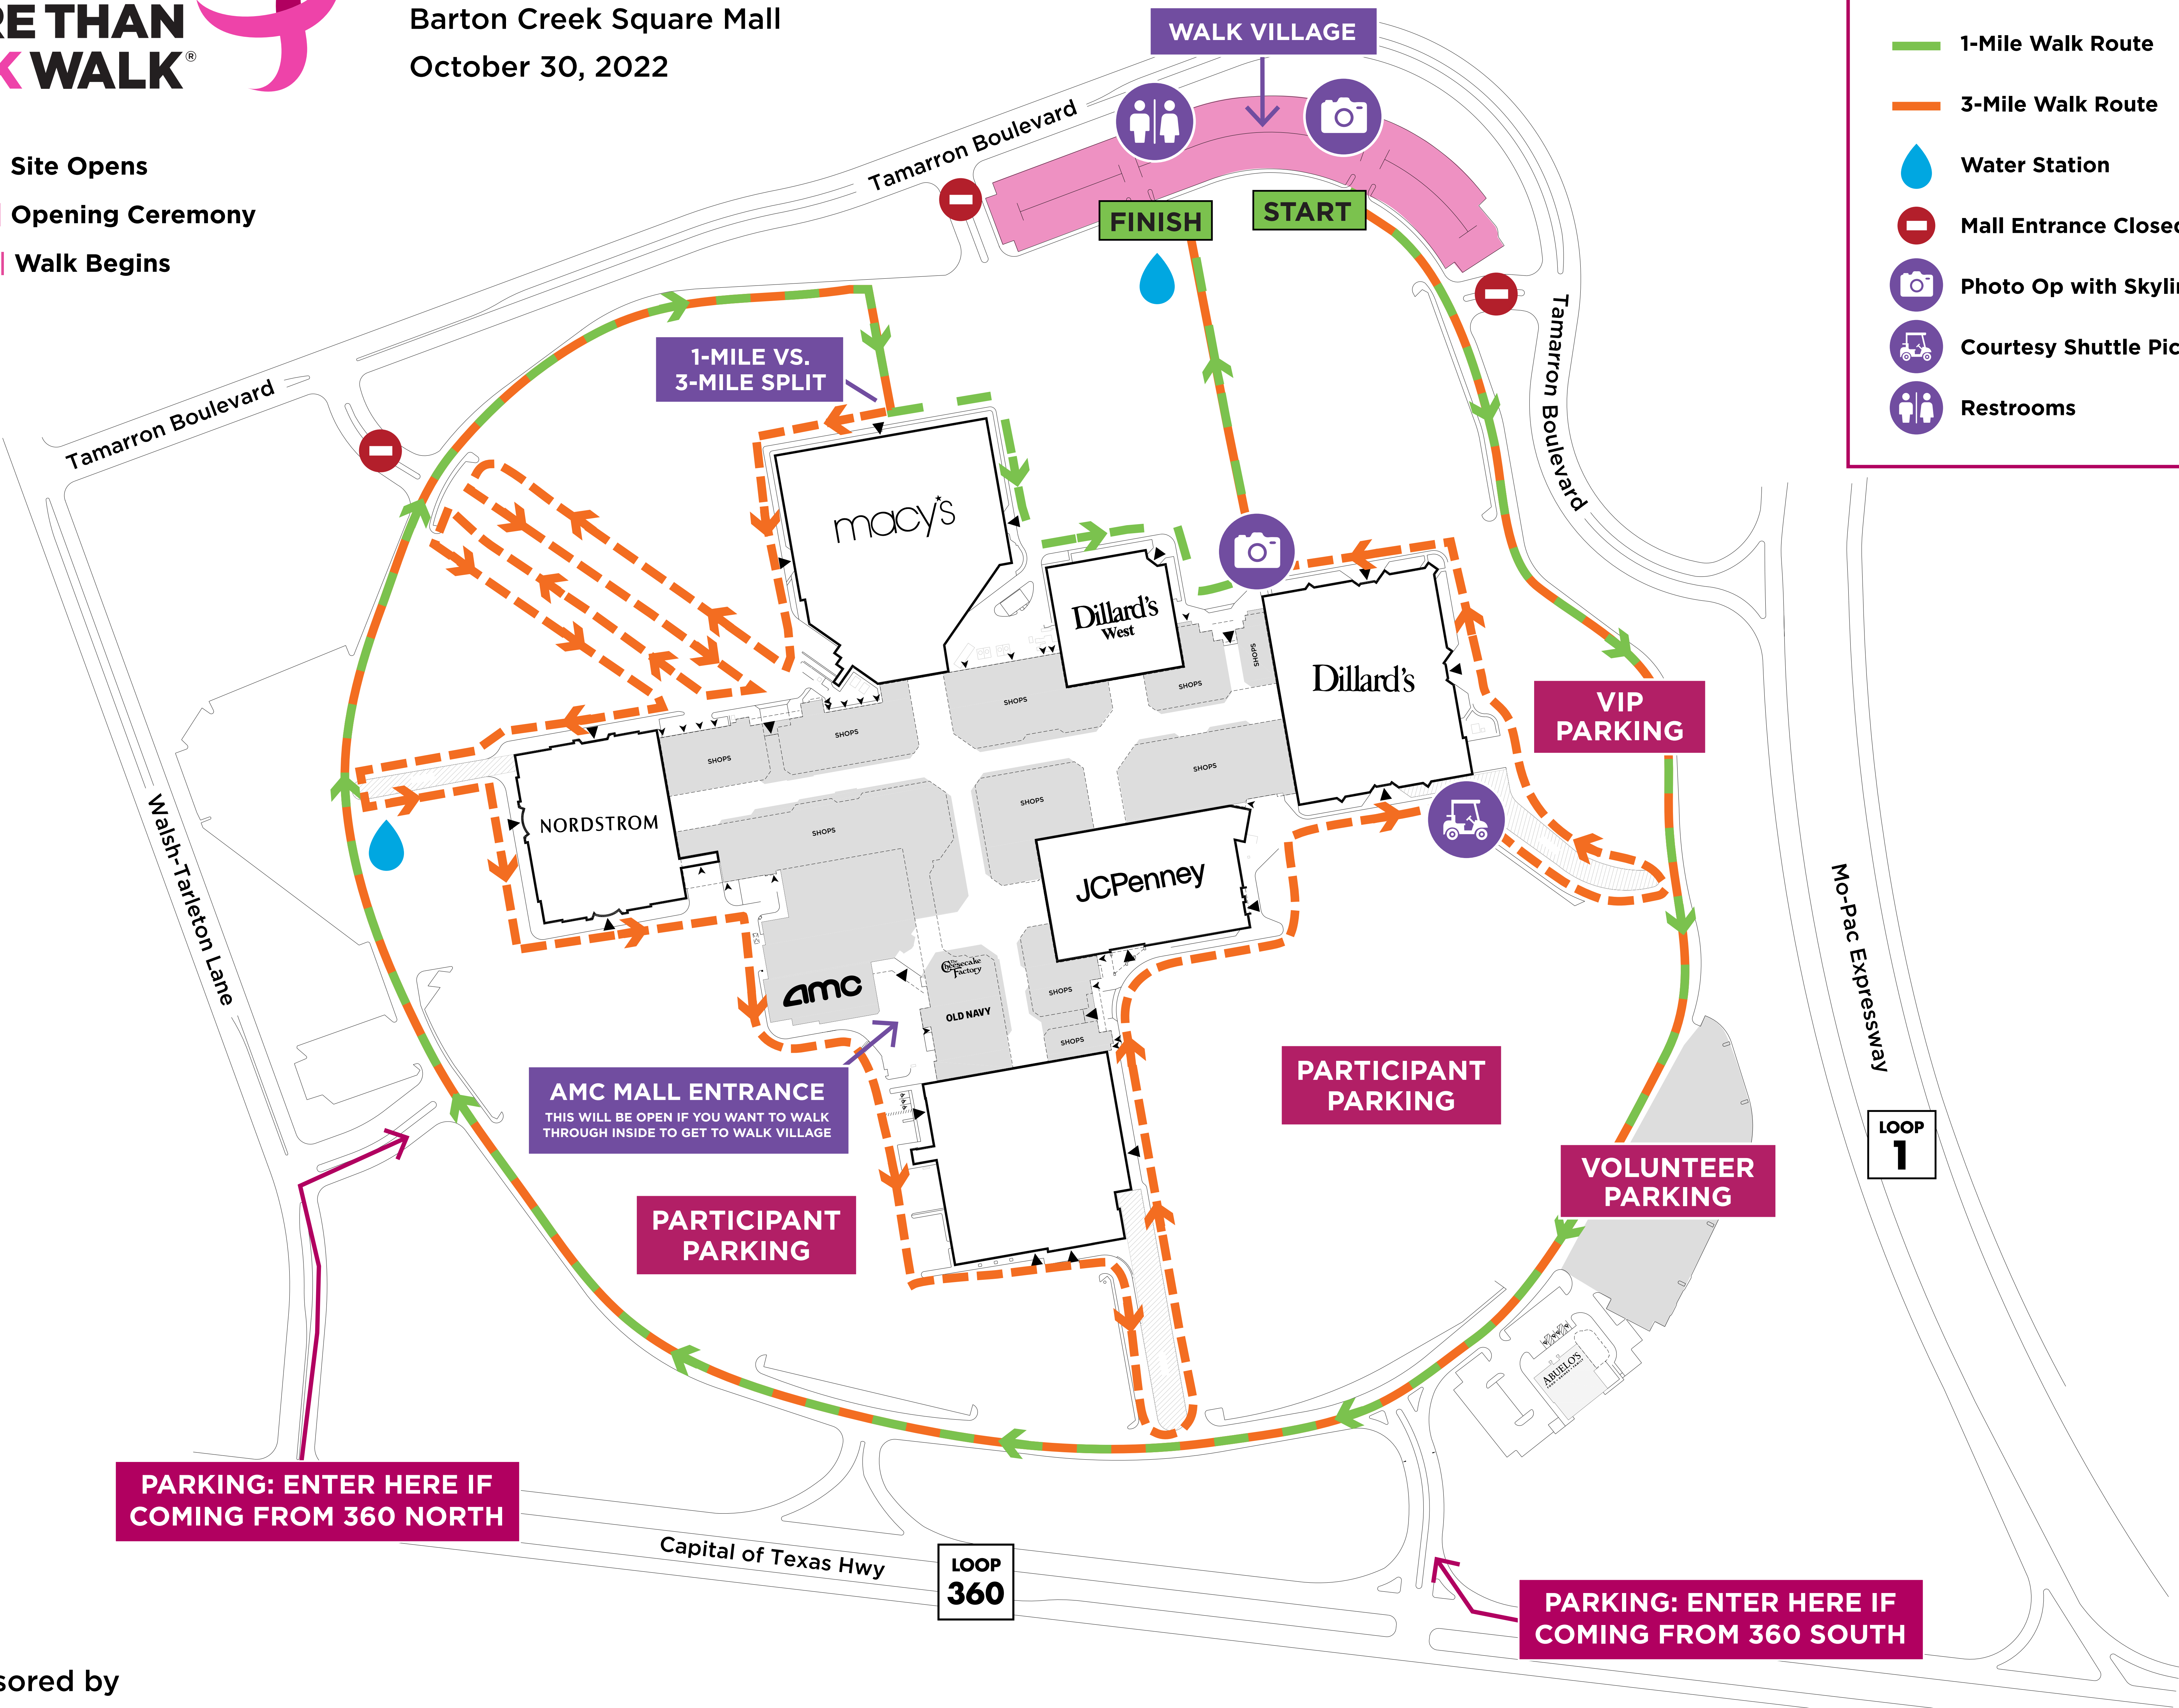 RE THAN
K WALK®
Barton Creek Square Mall
October 30, 2022
Site Opens
Opening Ceremony
Walk Begins
WALK VILLAGE
1-Mile Walk Route
3-Mile Walk Route
Water Station
Mall Entrance Closed
Photo Op with Skylin
Courtesy Shuttle Pic
Restrooms
Tamarron Boulevard
FINISH
START
Tamarron Boulevard
1-MILE VS.
3-MILE SPLIT
Tamarron Boulevard
macy's
Dillard's
West
SHOPS
Dillard's
SHOPS
SHOPS
VIP
PARKING
SHOPS
SHOPS
SHOPS
SHOPS
SHOPS
NORDSTROM
JCPenney
Walsh-Tarleton Lane
Mo-Pac Expressway
The
Cheesecake
Factory
amc
OLD NAVY
SHOPS
SHOPS
AMC MALL ENTRANCE
THIS WILL BE OPEN IF YOU WANT TO WALK
THROUGH INSIDE TO GET TO WALK VILLAGE
PARTICIPANT
PARKING
LOOP
1
VOLUNTEER
PARKING
PARTICIPANT
PARKING
ABUELO'S
PARKING: ENTER HERE IF
COMING FROM 360 NORTH
Capital of Texas Hwy
LOOP
360
PARKING: ENTER HERE IF
COMING FROM 360 SOUTH
sored by